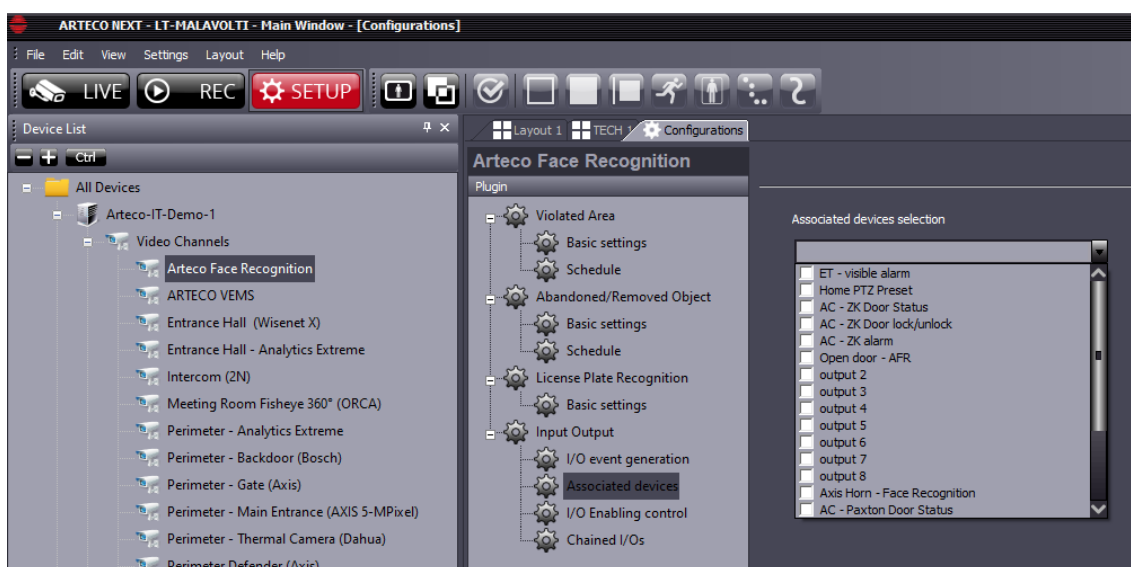 ARTECO NEXT - LT-MALAVOLTI - Main Window - [Configurations]
File Edit View Settings Layout Help
LIVE REC SETUP
Device List
Ctrl
All Devices
Arteco-IT-Demo-1
Video Channels
Arteco Face Recognition
ARTECO VEMS
Entrance Hall (Wisenet X)
Entrance Hall - Analytics Extreme
Intercom (2N)
Meeting Room Fisheye 360° (ORCA)
Perimeter - Analytics Extreme
Perimeter - Backdoor (Bosch)
Perimeter - Gate (Axis)
Perimeter - Main Entrance (AXIS 5-MPixel)
Perimeter - Thermal Camera (Dahua)
Perimeter Defender (Axis)
Layout 1 TECH 1 Configurations
Arteco Face Recognition
Plugin
Violated Area
Basic settings
Schedule
Abandoned/Removed Object
Basic settings
Schedule
License Plate Recognition
Basic settings
Input Output
I/O event generation
Associated devices
I/O Enabling control
Chained I/Os
Associated devices selection
ET - visible alarm
Home PTZ Preset
AC - ZK Door Status
AC - ZK Door lock/unlock
AC - ZK alarm
Open door - AFR
output 2
output 3
output 4
output 5
output 6
output 7
output 8
Axis Horn - Face Recognition
AC - Paxton Door Status